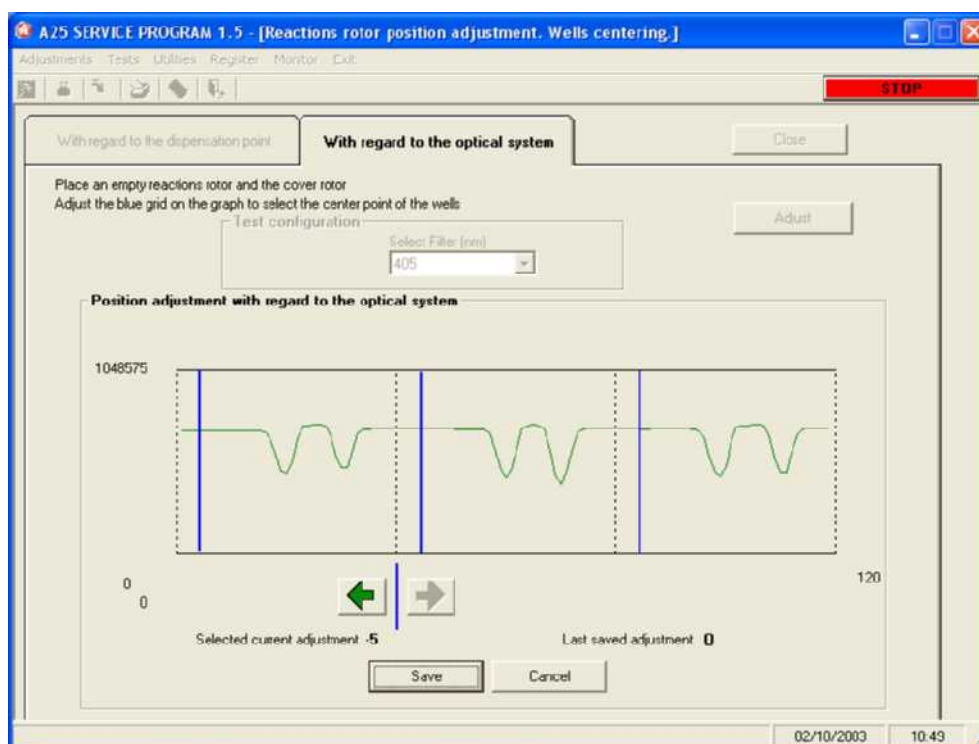 A25 SERVICE PROGRAM 1.5 - [Reactions rotor position adjustment. Wells centering.]
Adjustments Tests Utilities Register Monitor Exit
STOP
With regard to the dispensation point
With regard to the optical system
Close
Place an empty reactions rotor and the cover rotor
Adjust the blue grid on the graph to select the center point of the wells
Adjust
Test configuration
Select Filter (nm)
405
Position adjustment with regard to the optical system
1048575
0
0
120
Selected current adjustment -5
Last saved adjustment 0
Save
Cancel
02/10/2003
10:49